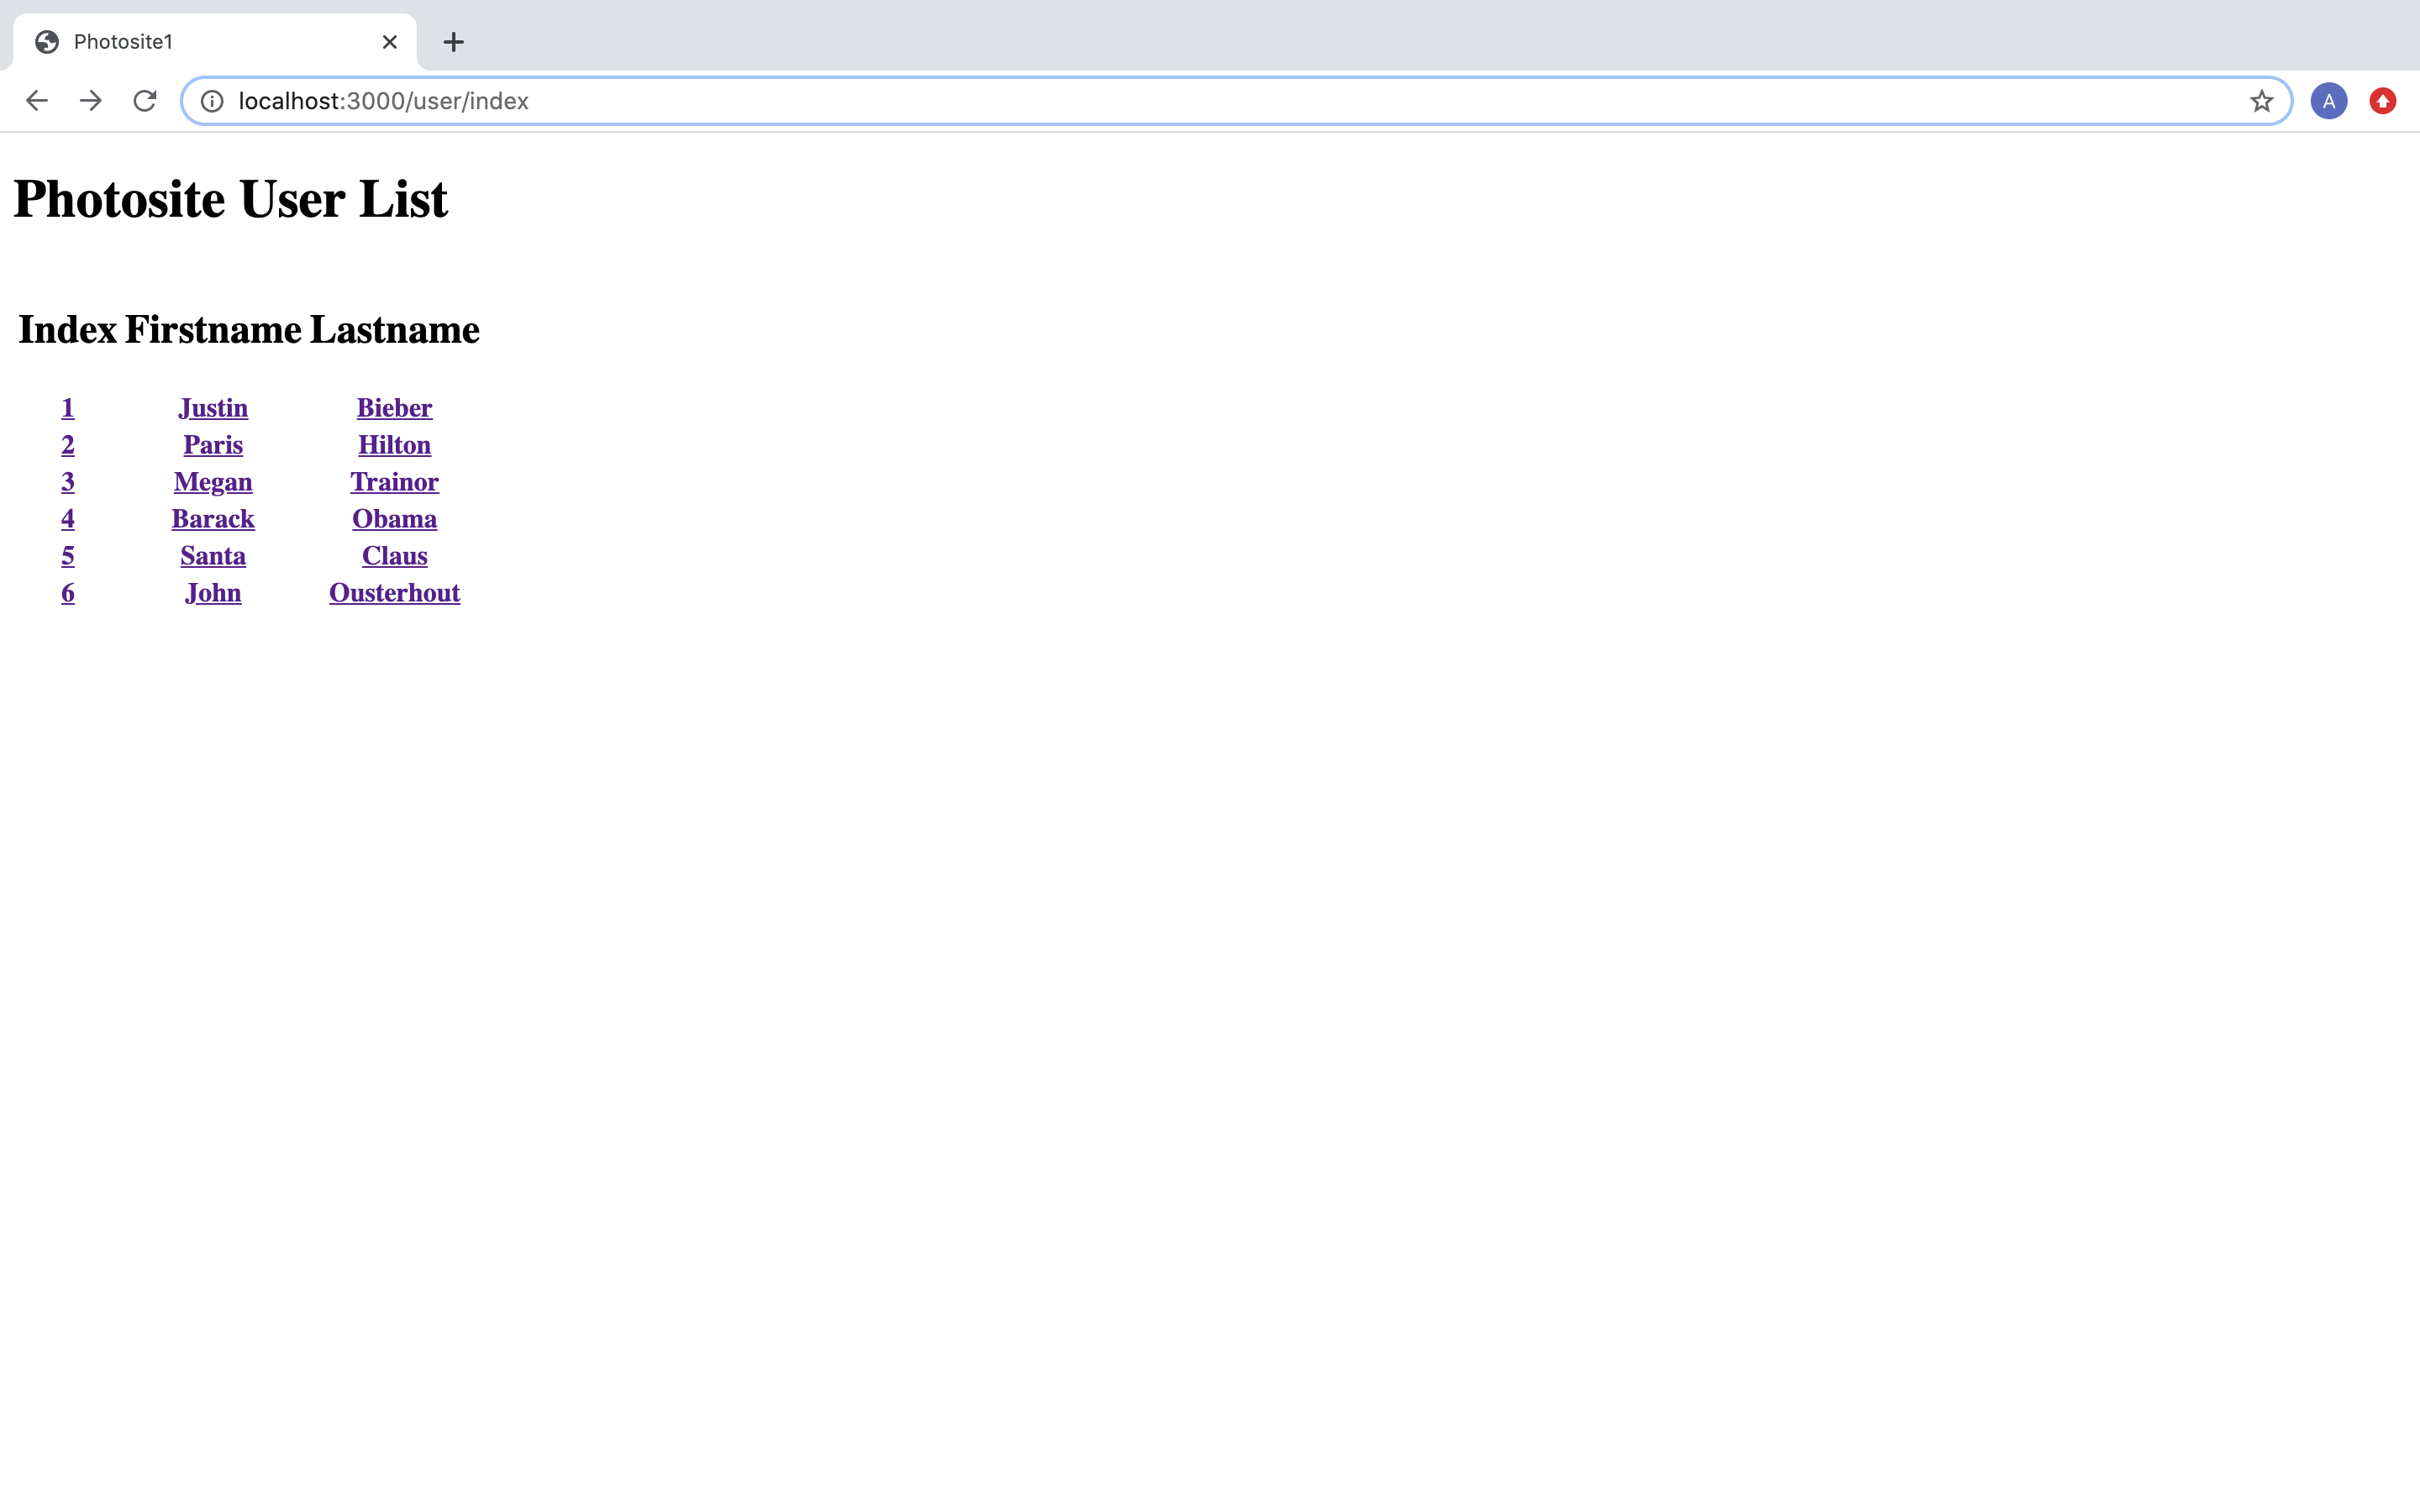 Photosite1
localhost:3000/user/index
A
Photosite User List
Index Firstname Lastname
1 Justin Bieber
2 Paris Hilton
3 Megan Trainor
4 Barack Obama
5 Santa Claus
6 John Ousterhout